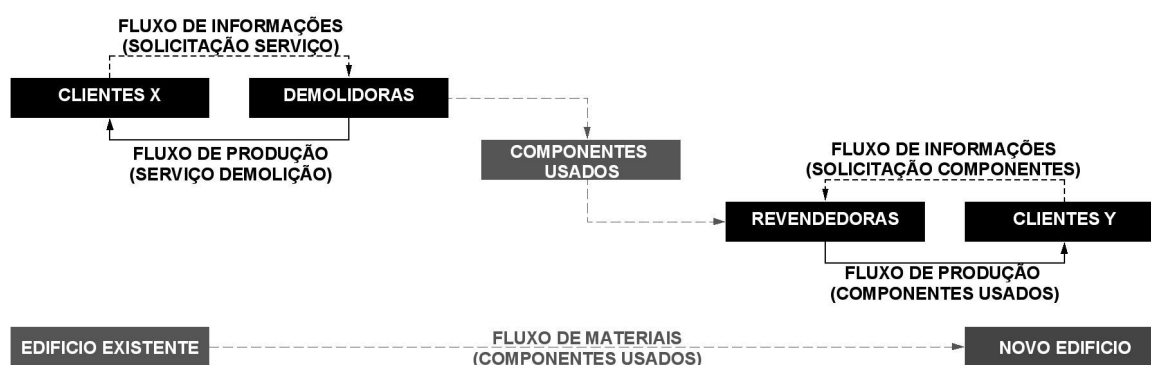 FLUXO DE INFORMAÇÕES
(SOLICITAÇÃO SERVIÇO)
CLIENTES X
DEMOLIDORAS
FLUXO DE PRODUÇÃO
(SERVIÇO DEMOLIÇÃO)
COMPONENTES
USADOS
FLUXO DE INFORMAÇÕES
(SOLICITAÇÃO COMPONENTES)
REVENDEDORAS
CLIENTES Y
FLUXO DE PRODUÇÃO
(COMPONENTES USADOS)
EDIFICIO EXISTENTE
FLUXO DE MATERIAIS
(COMPONENTES USADOS)
NOVO EDIFICIO